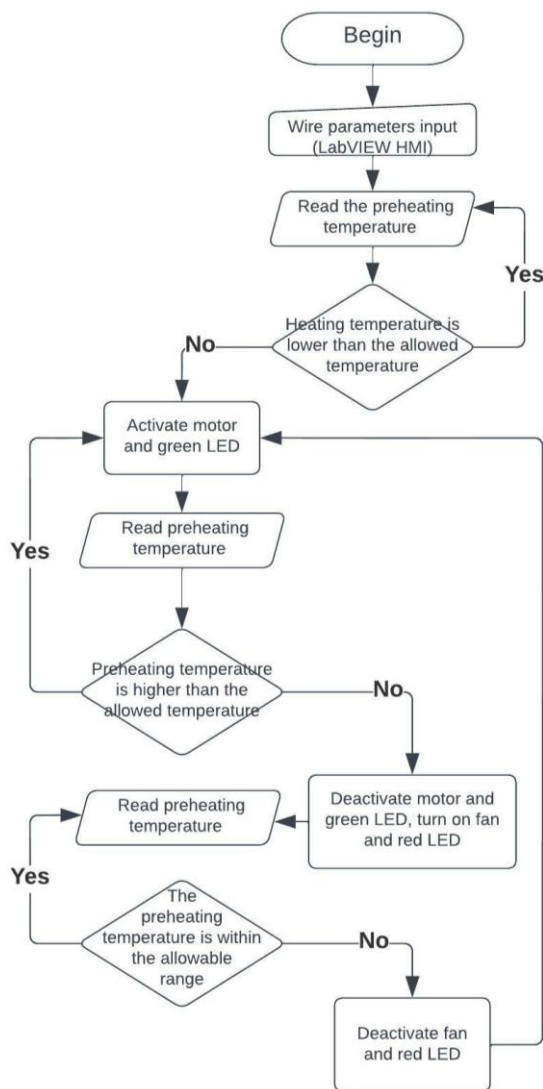 Begin
Wire parameters input
(LabVIEW HMI)
Read the preheating
temperature
Yes
Heating temperature is
lower than the allowed
temperature
No
Activate motor
and green LED
Read preheating
temperature
Yes
Preheating temperature
is higher than the
allowed temperature
No
Deactivate motor and
green LED, turn on fan
and red LED
Read preheating
temperature
Yes
The
preheating
temperature is within
the allowable
range
No
Deactivate fan
and red LED